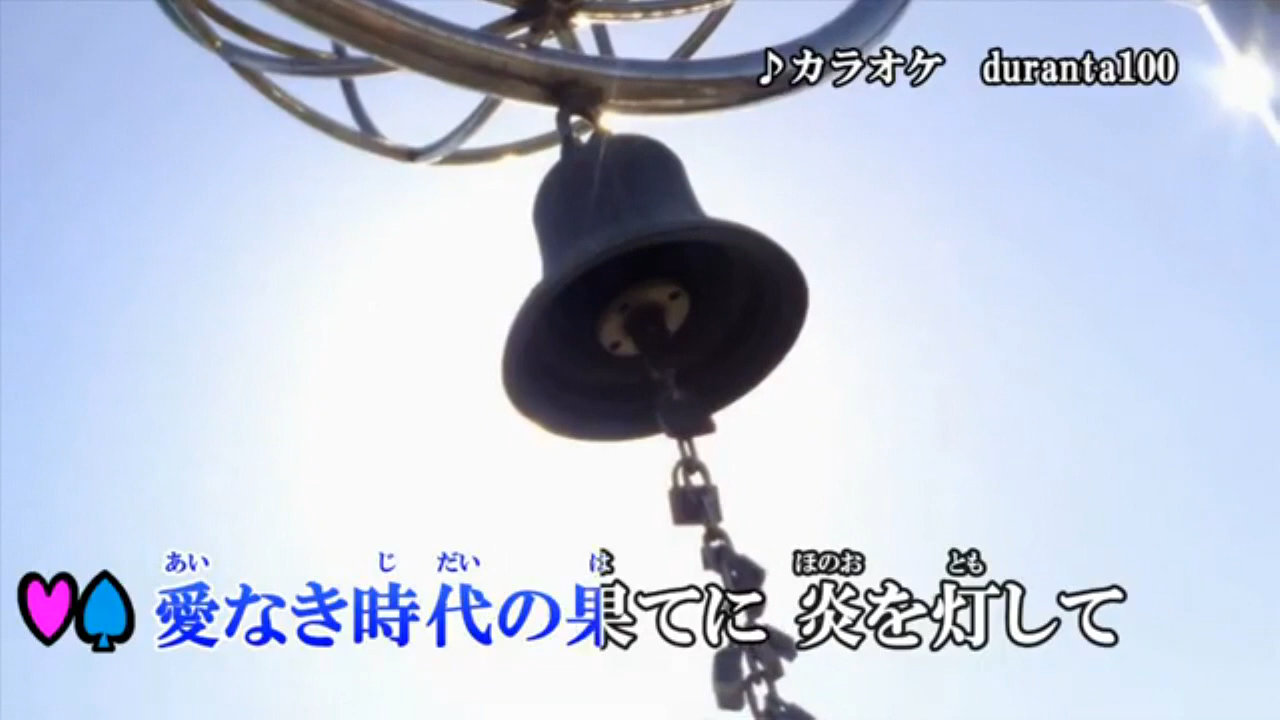 ♪カラオケ duranta100
あい じ だい は ほのお とも
愛なき時代の果てに 炎を灯して